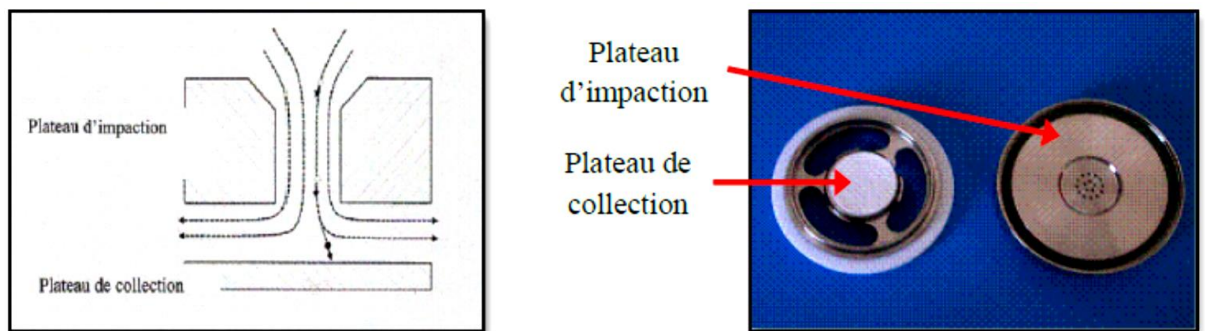 Plateau d'impaction
Plateau de collection
Plateau
d'impaction
Plateau de
collection